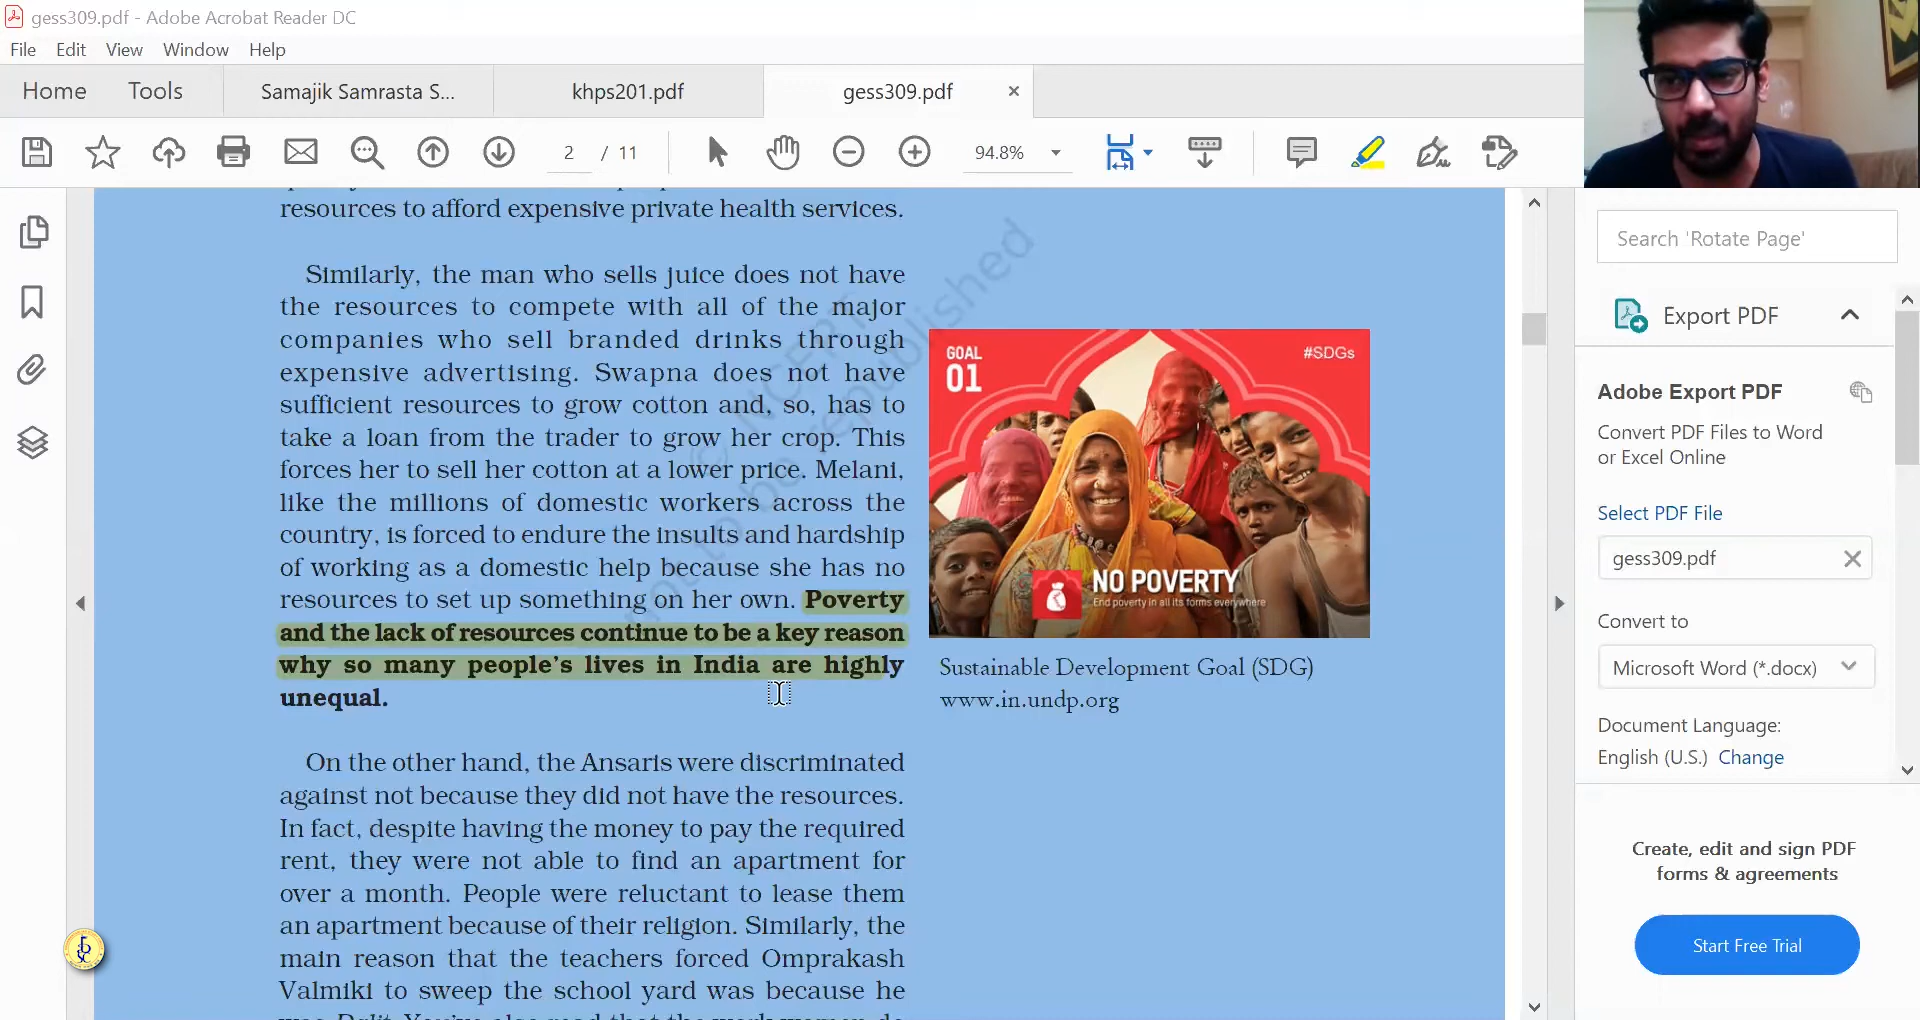 gess309.pdf - Adobe Acrobat Reader DC
File Edit View Window Help
Home Tools Samajik Samrasta S... khps201.pdf gess309.pdf ×
2 / 11 94.8%
resources to afford expensive private health services.
Similarly, the man who sells juice does not have
the resources to compete with all of the major
companies who sell branded drinks through
expensive advertising. Swapna does not have
sufficient resources to grow cotton and, so, has to
take a loan from the trader to grow her crop. This
forces her to sell her cotton at a lower price. Melani,
like the millions of domestic workers across the
country, is forced to endure the insults and hardship
of working as a domestic help because she has no
resources to set up something on her own. Poverty
and the lack of resources continue to be a key reason
why so many people's lives in India are highly
unequal.
On the other hand, the Ansaris were discriminated
against not because they did not have the resources.
In fact, despite having the money to pay the required
rent, they were not able to find an apartment for
over a month. People were reluctant to lease them
an apartment because of their religion. Similarly, the
main reason that the teachers forced Omprakash
Valmiki to sweep the school yard was because he
© NCERT
not to be republished
GOAL
01
#SDGs
NO POVERTY
End poverty in all its forms everywhere
Sustainable Development Goal (SDG)
www.in.undp.org
Search 'Rotate Page'
Export PDF
Adobe Export PDF
Convert PDF Files to Word
or Excel Online
Select PDF File
gess309.pdf
Convert to
Microsoft Word (*.docx)
Document Language:
English (U.S.) Change
Create, edit and sign PDF
forms & agreements
Start Free Trial